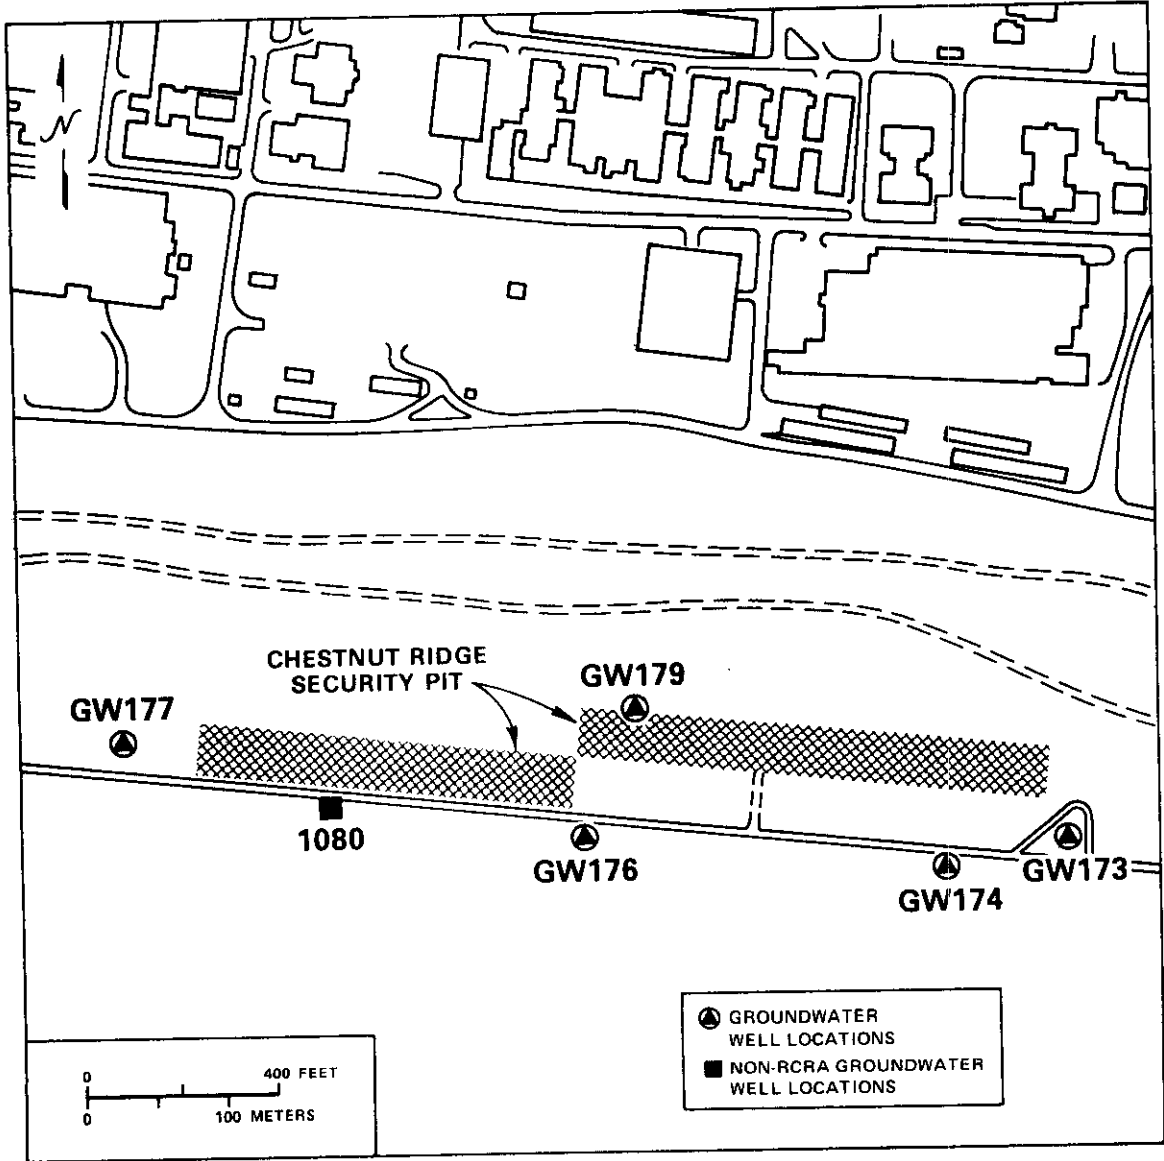 N
CHESTNUT RIDGE
SECURITY PIT
GW179
GW177
1080
GW176
GW173
GW174
GROUNDWATER
WELL LOCATIONS
NON-RCRA GROUNDWATER
WELL LOCATIONS
0 400 FEET
0 100 METERS